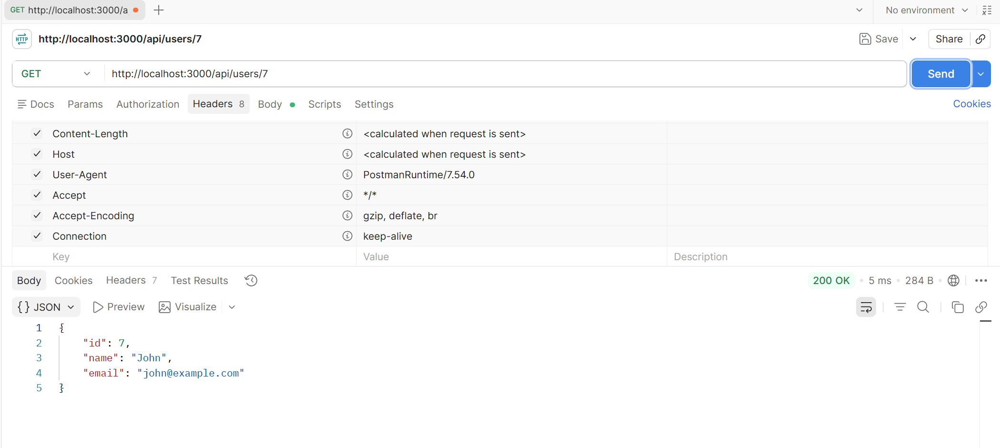 GET http://localhost:3000/a
No environment
HTTP http://localhost:3000/api/users/7
Save
Share
GET http://localhost:3000/api/users/7
Send
Docs Params Authorization Headers 8 Body Scripts Settings Cookies
Content-Length <calculated when request is sent>
Host <calculated when request is sent>
User-Agent PostmanRuntime/7.54.0
Accept */*
Accept-Encoding gzip, deflate, br
Connection keep-alive
Key Value Description
Body Cookies Headers 7 Test Results 200 OK • 5 ms • 284 B •
{ } JSON Preview Visualize
1 {
2 "id": 7,
3 "name": "John",
4 "email": "john@example.com"
5 }